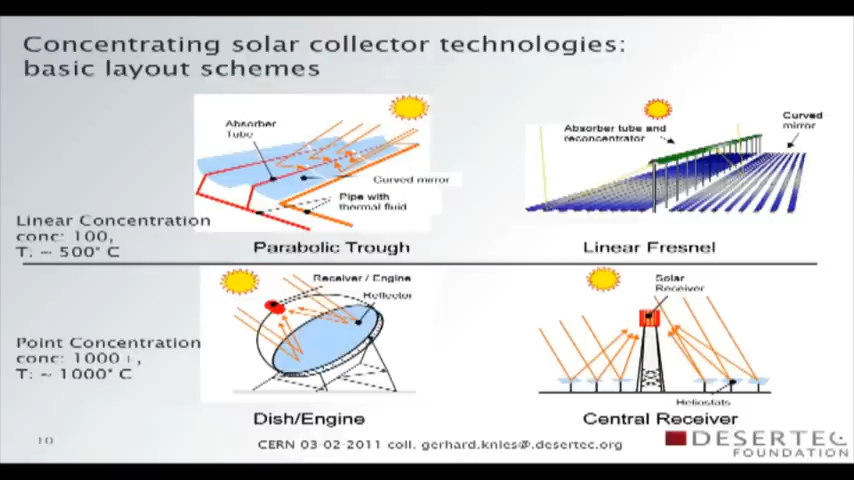 Concentrating solar collector technologies:
basic layout schemes
Absorber
Tube
Curved mirror
Pipe with
thermal fluid
Absorber tube and
reconcentrator
Curved
mirror
Linear Concentration
conc: 100,
T: ~ 500° C
Parabolic Trough
Linear Fresnel
Receiver / Engine
Reflector
Solar
Receiver
Point Concentration
conc: 1000+,
T: ~ 1000° C
Heliostats
Dish/Engine
Central Receiver
10
CERN 03-02 2011 coll. gerhard.knies@.desertec.org
DESERTEC
FOUNDATION